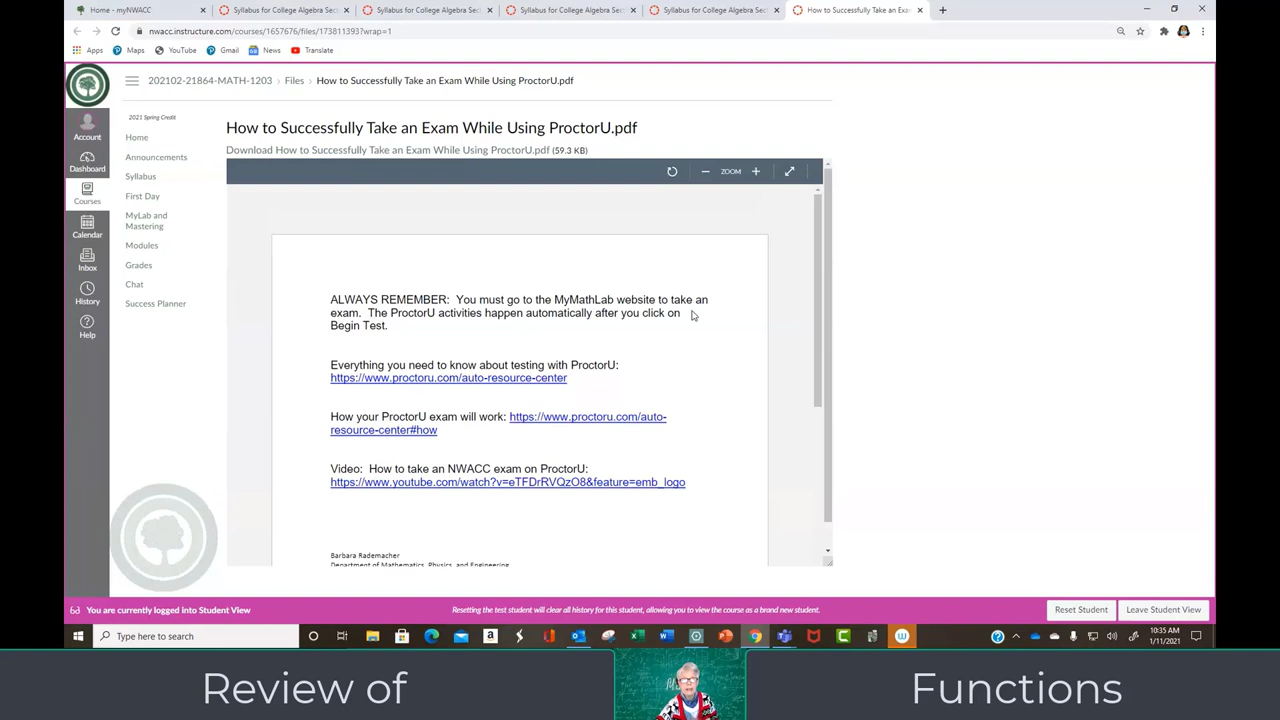 Home - myNWACC
Syllabus for College Algebra Sect
Syllabus for College Algebra Sect
Syllabus for College Algebra Sect
Syllabus for College Algebra Sect
How to Successfully Take an Exam
nwacc.instructure.com/courses/1657676/files/173811393?wrap=1
Apps
Maps
YouTube
Gmail
News
Translate
202102-21864-MATH-1203 > Files > How to Successfully Take an Exam While Using ProctorU.pdf
Account
Dashboard
Courses
Calendar
Inbox
History
Help
2021 Spring Credit
Home
Announcements
Syllabus
First Day
MyLab and
Mastering
Modules
Grades
Chat
Success Planner
How to Successfully Take an Exam While Using ProctorU.pdf
Download How to Successfully Take an Exam While Using ProctorU.pdf (59.3 KB)
ZOOM
ALWAYS REMEMBER: You must go to the MyMathLab website to take an
exam. The ProctorU activities happen automatically after you click on
Begin Test.
Everything you need to know about testing with ProctorU:
https://www.proctoru.com/auto-resource-center
How your ProctorU exam will work: https://www.proctoru.com/auto-
resource-center#how
Video: How to take an NWACC exam on ProctorU:
https://www.youtube.com/watch?v=eTFDrRVQzO8&feature=emb_logo
Barbara Rademacher
Department of Mathematics, Physics, and Engineering
You are currently logged into Student View
Resetting the test student will clear all history for this student, allowing you to view the course as a brand new student.
Reset Student
Leave Student View
Type here to search
10:35 AM
1/11/2021
Review of
Functions